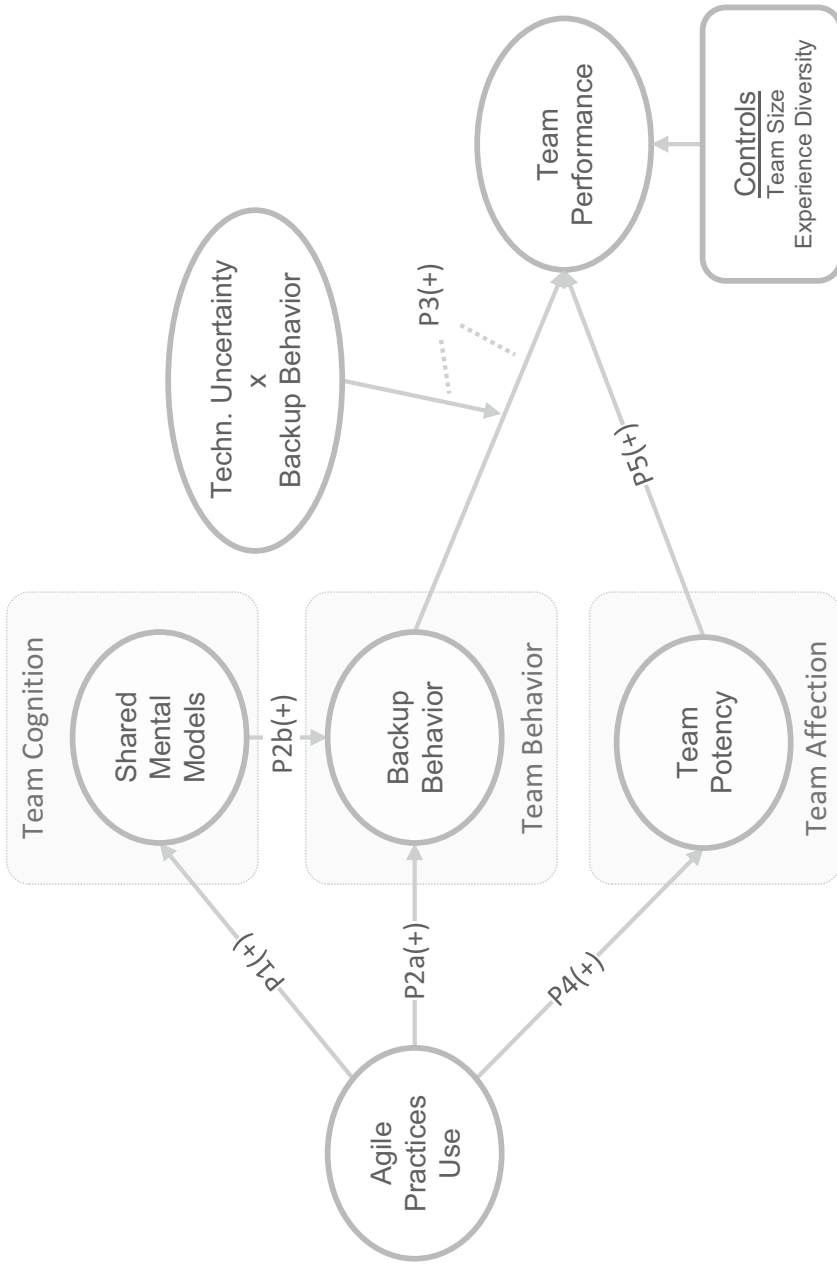 Team Cognition
Shared
Mental
Models
P1(+)
P2b(+)
Agile
Practices
Use
P2a(+)
Backup
Behavior
Team Behavior
P4(+)
Team
Potency
Team Affection
Techn. Uncertainty
x
Backup Behavior
P3(+)
P5(+)
Team
Performance
Controls
Team Size
Experience Diversity